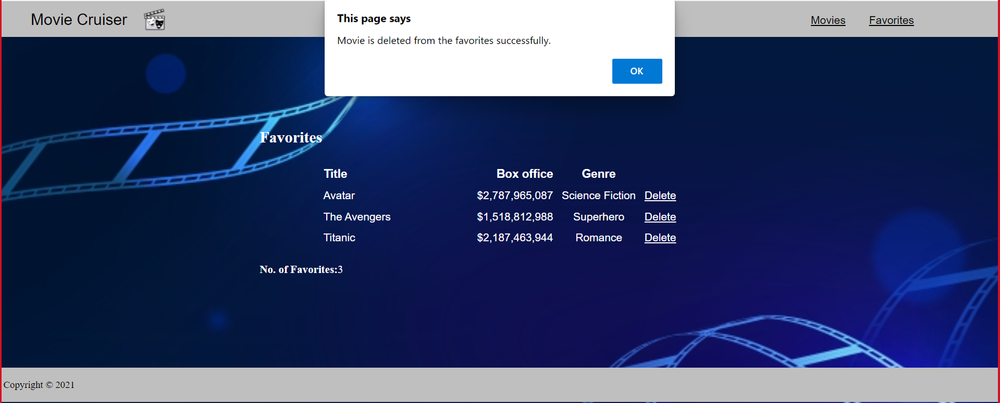 Movie Cruiser
This page says
Movie is deleted from the favorites successfully.
OK
Movies Favorites
Favorites
Title Box office Genre
Avatar $2,787,965,087 Science Fiction Delete
The Avengers $1,518,812,988 Superhero Delete
Titanic $2,187,463,944 Romance Delete
No. of Favorites:3
Copyright © 2021